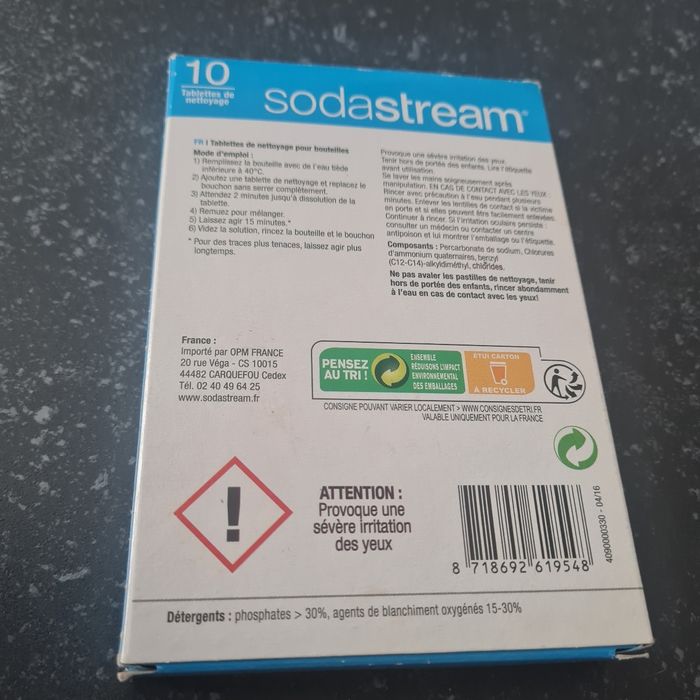 10
Tablettes de
nettoyage
sodastream®
FR I Tablettes de nettoyage pour bouteilles
Mode d'emploi :
1) Remplissez la bouteille avec de l'eau tiède
inférieure à 40°C.
2) Ajoutez une tablette de nettoyage et replacez le
bouchon sans serrer complètement.
3) Attendez 2 minutes jusqu'à dissolution de la
tablette.
4) Remuez pour mélanger.
5) Laissez agir 15 minutes.*
6) Videz la solution, rincez la bouteille et le bouchon
* Pour des traces plus tenaces, laissez agir plus
longtemps.
Provoque une sévère irritation des yeux.
Tenir hors de portée des enfants. Lire l'étiquette
avant utilisation.
Se laver les mains soigneusement après
manipulation. EN CAS DE CONTACT AVEC LES YEUX :
Rincer avec précaution à l'eau pendant plusieurs
minutes. Enlever les lentilles de contact si la victime
en porte et si elles peuvent être facilement enlevées.
Continuer à rincer. Si l'irritation oculaire persiste :
consulter un médecin ou contacter un centre
antipoison et lui montrer l'emballage ou l'étiquette.
Composants : Percarbonate de sodium, Chlorures
d'ammonium quaternaires, benzyl
(C12-C14)-alkyldiméthyl, chlorides.
Ne pas avaler les pastilles de nettoyage, tenir
hors de portée des enfants, rincer abondamment
à l'eau en cas de contact avec les yeux!
France :
Importé par OPM FRANCE
20 rue Véga - CS 10015
44482 CARQUEFOU Cedex
Tél. 02 40 49 64 25
www.sodastream.fr
PENSEZ
AU TRI !
ENSEMBLE
RÉDUISONS L'IMPACT
ENVIRONNEMENTAL
DES EMBALLAGES
ÉTUI CARTON
À RECYCLER
CONSIGNE POUVANT VARIER LOCALEMENT > WWW.CONSIGNESDETRI.FR
VALABLE UNIQUEMENT POUR LA FRANCE
!
ATTENTION :
Provoque une
sévère irritation
des yeux
8 718692 619548
4090000330 - 04/16
Détergents : phosphates > 30%, agents de blanchiment oxygénés 15-30%